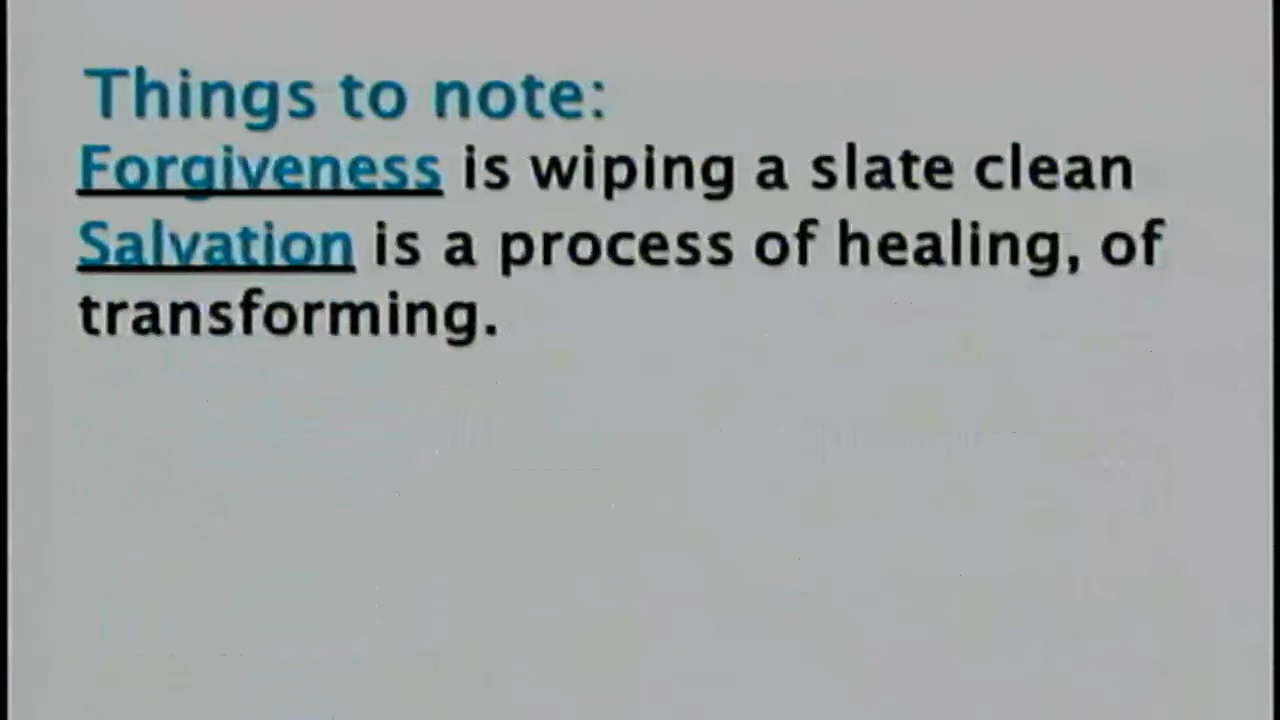 Things to note:
Forgiveness is wiping a slate clean
Salvation is a process of healing, of
transforming.